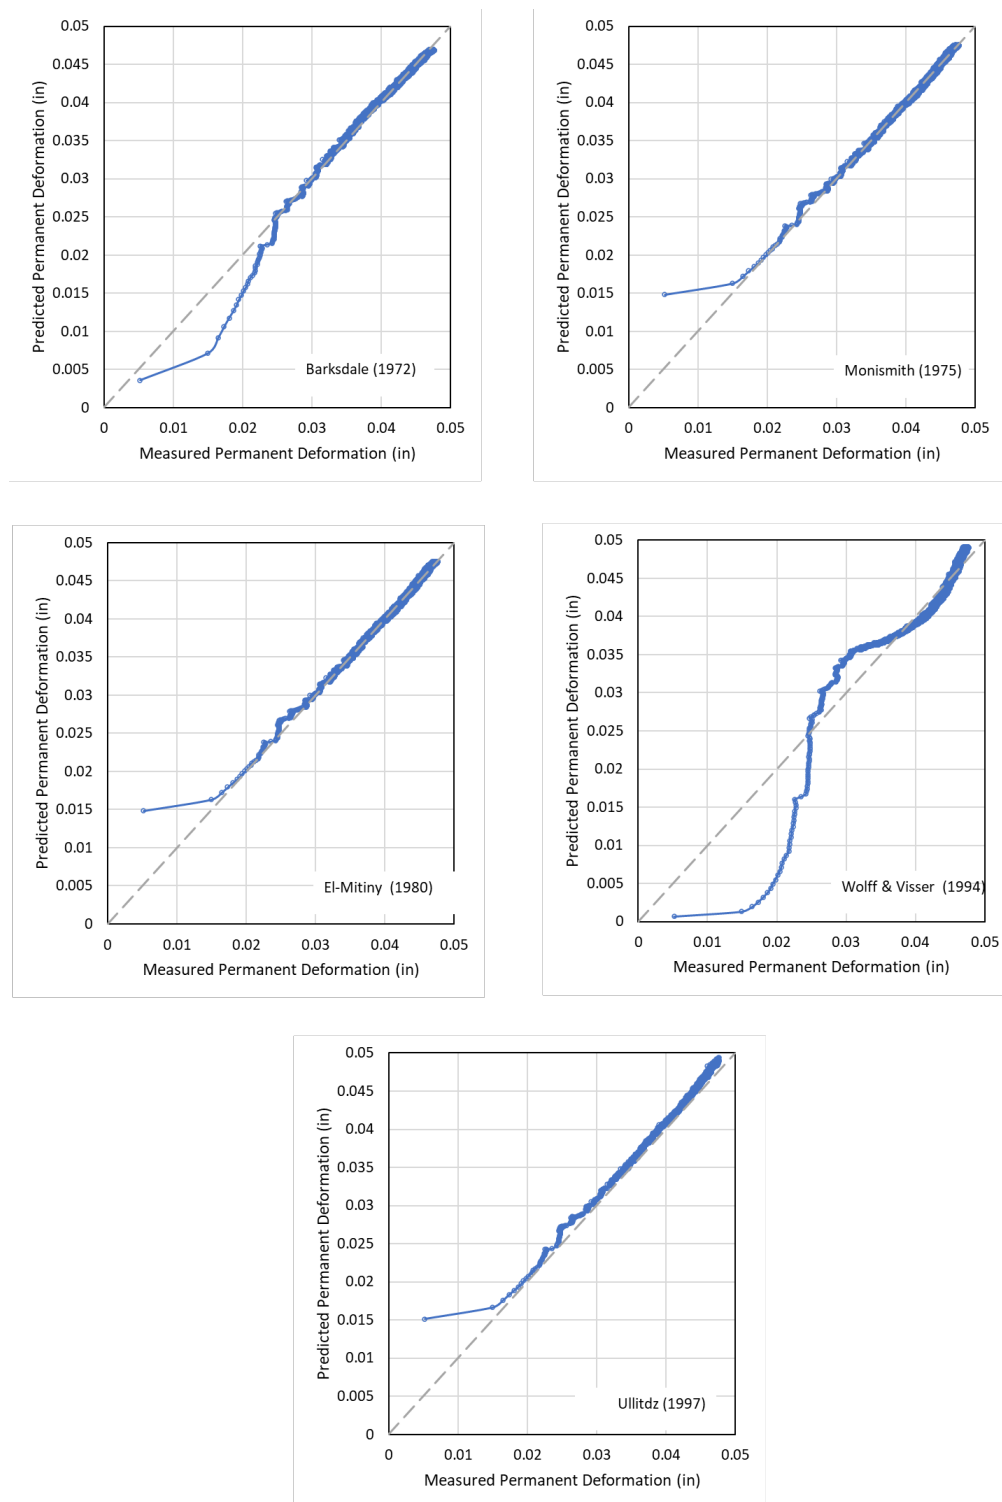 0.05
0.045
0.04
0.035
0.03
0.025
0.02
0.015
0.01
0.005
0
Predicted Permanent Deformation (in)
Barksdale (1972)
0 0.01 0.02 0.03 0.04 0.05
Measured Permanent Deformation (in)
0.05
0.045
0.04
0.035
0.03
0.025
0.02
0.015
0.01
0.005
0
Predicted Permanent Deformation (in)
Monismith (1975)
0 0.01 0.02 0.03 0.04 0.05
Measured Permanent Deformation (in)
0.05
0.045
0.04
0.035
0.03
0.025
0.02
0.015
0.01
0.005
0
Predicted Permanent Deformation (in)
El-Mitiny (1980)
0 0.01 0.02 0.03 0.04 0.05
Measured Permanent Deformation (in)
0.05
0.045
0.04
0.035
0.03
0.025
0.02
0.015
0.01
0.005
0
Predicted Permanent Deformation (in)
Wolff & Visser (1994)
0 0.01 0.02 0.03 0.04 0.05
Measured Permanent Deformation (in)
0.05
0.045
0.04
0.035
0.03
0.025
0.02
0.015
0.01
0.005
0
Predicted Permanent Deformation (in)
Ullitdz (1997)
0 0.01 0.02 0.03 0.04 0.05
Measured Permanent Deformation (in)